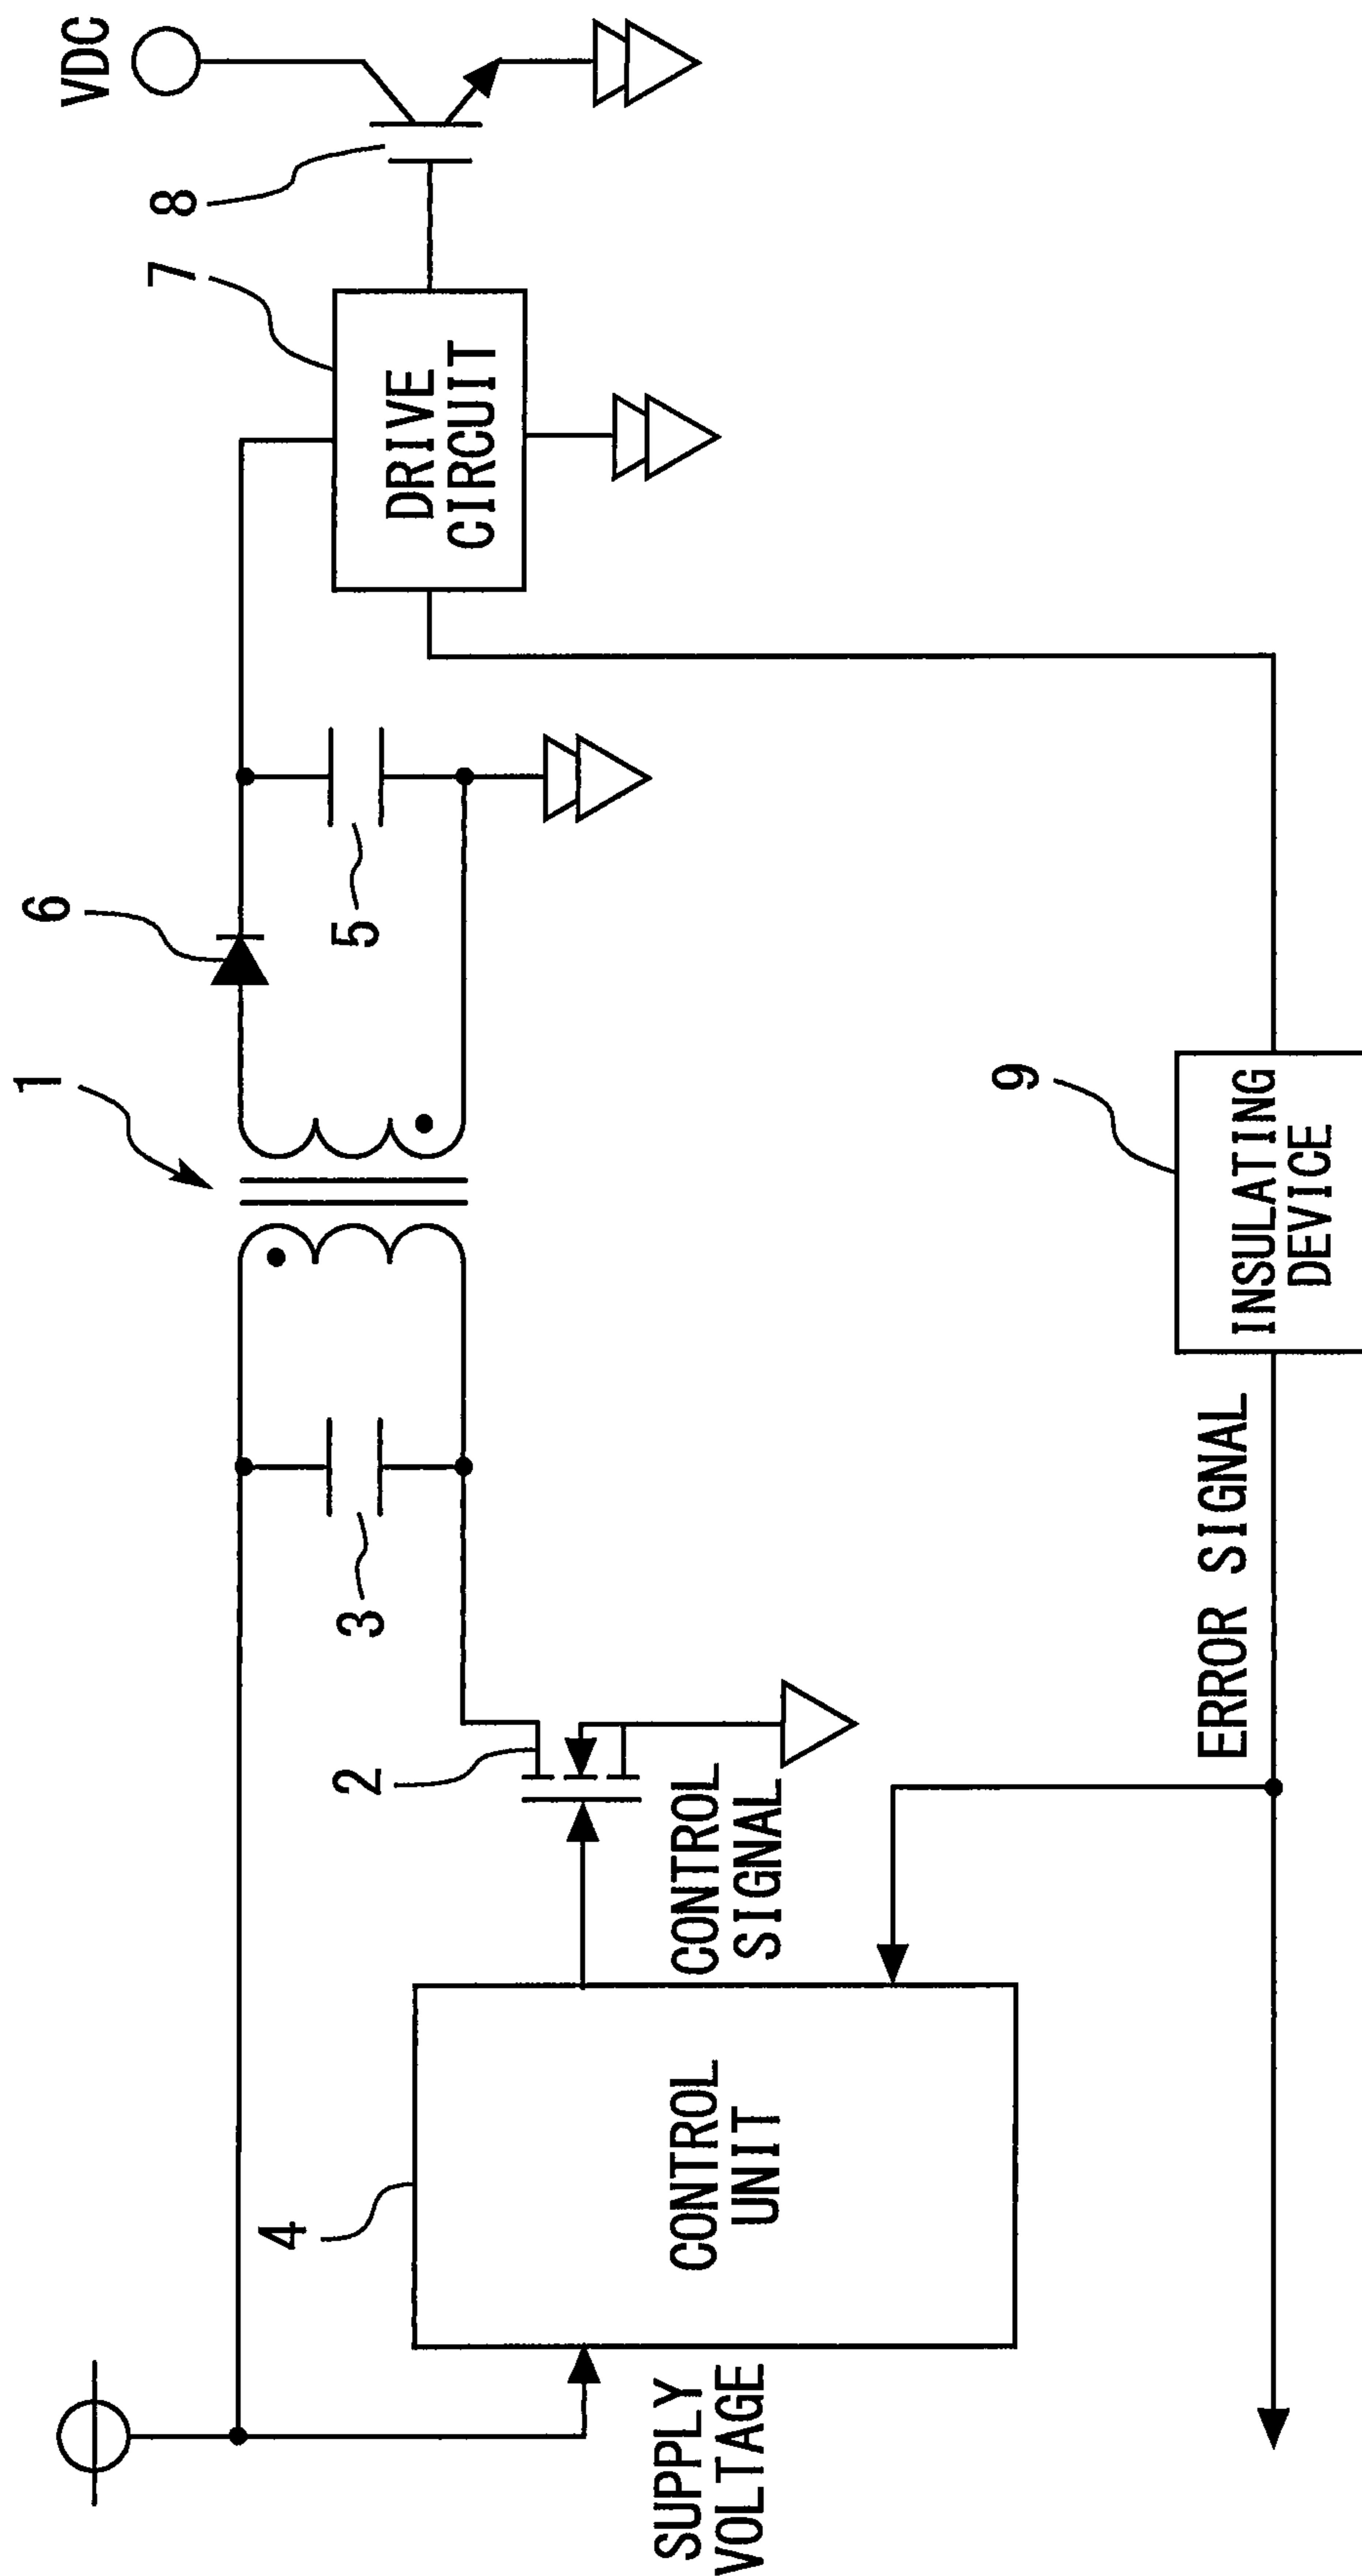 1
6
VDC
8
7
DRIVE
CIRCUIT
5
3
2
4
CONTROL
UNIT
CONTROL
SIGNAL
SUPPLY
VOLTAGE
9
INSULATING
DEVICE
ERROR SIGNAL